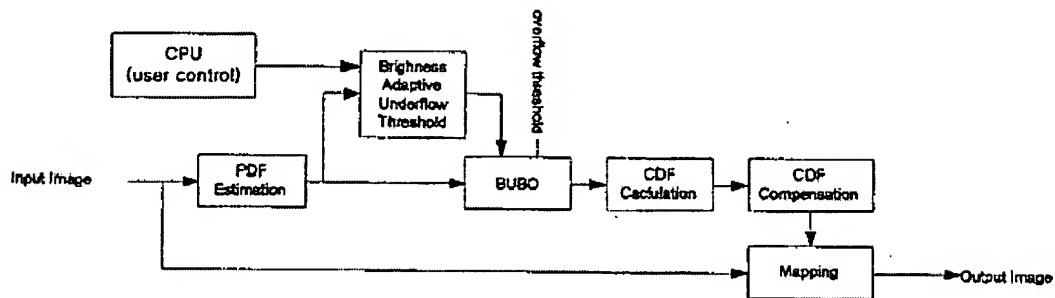 CPU
(user control)
Brighness
Adaptive
Underflow
Threshold
overflow threshold
Input Image
PDF
Estimation
BUBO
CDF
Caclulation
CDF
Compensation
Mapping
Output Image